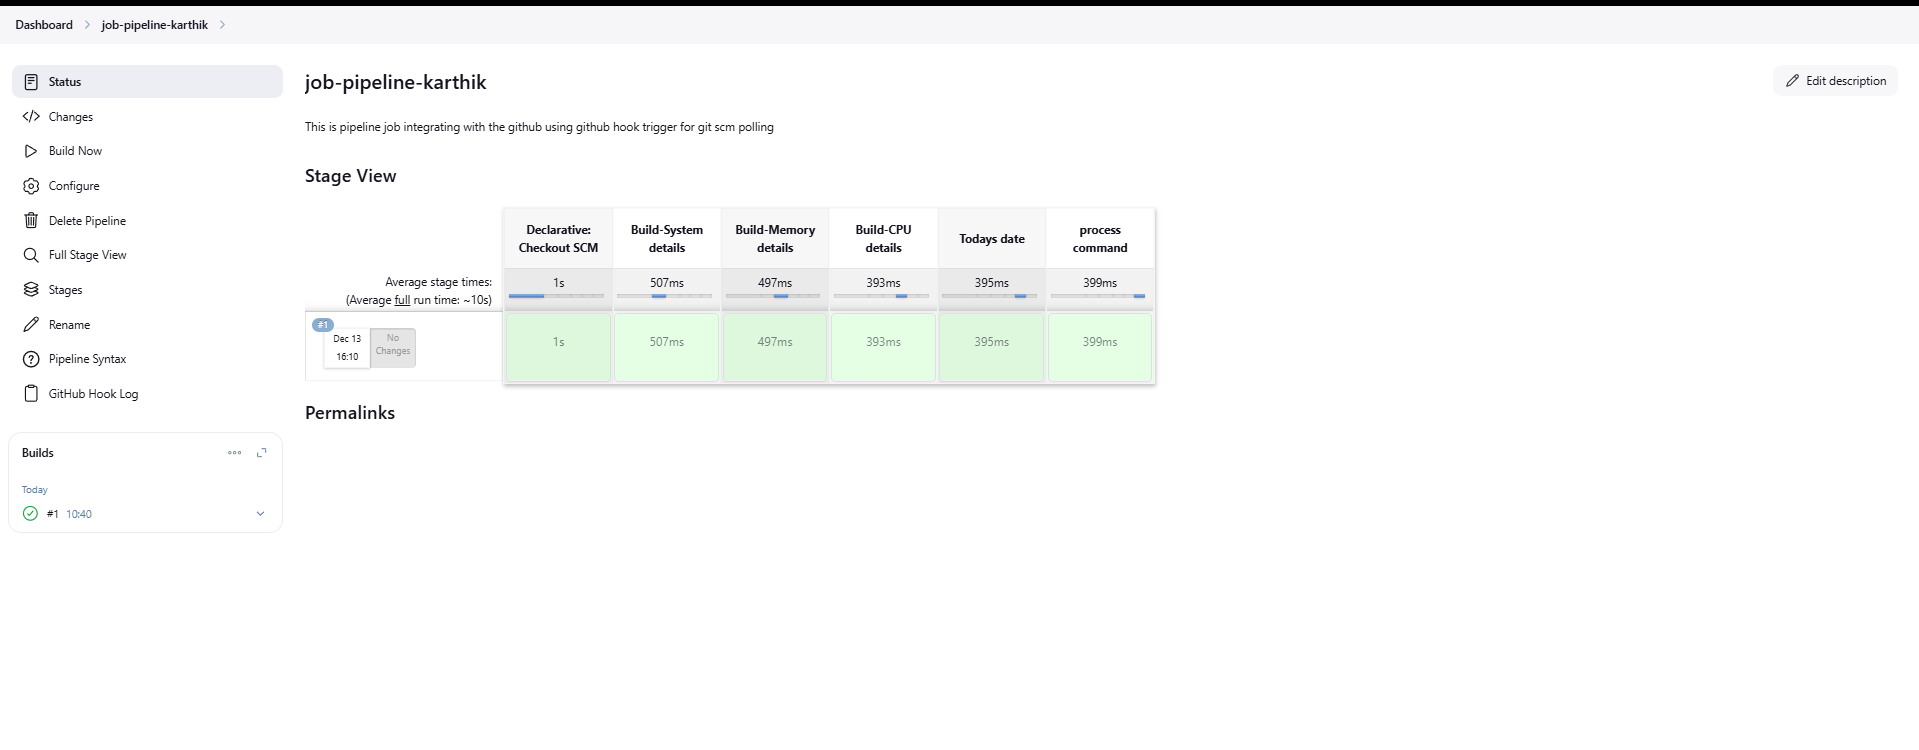 Dashboard
job-pipeline-karthik
Status
Changes
Build Now
Configure
Delete Pipeline
Full Stage View
Stages
Rename
Pipeline Syntax
GitHub Hook Log
Builds
Today
#1 10:40
job-pipeline-karthik
Edit description
This is pipeline job integrating with the github using github hook trigger for git scm polling
Stage View
Declarative:
Checkout SCM
Build-System
details
Build-Memory
details
Build-CPU
details
Todays date
process
command
Average stage times:
(Average full run time: ~10s)
1s
507ms
497ms
393ms
395ms
399ms
#1
Dec 13
16:10
No
Changes
1s
507ms
497ms
393ms
395ms
399ms
Permalinks